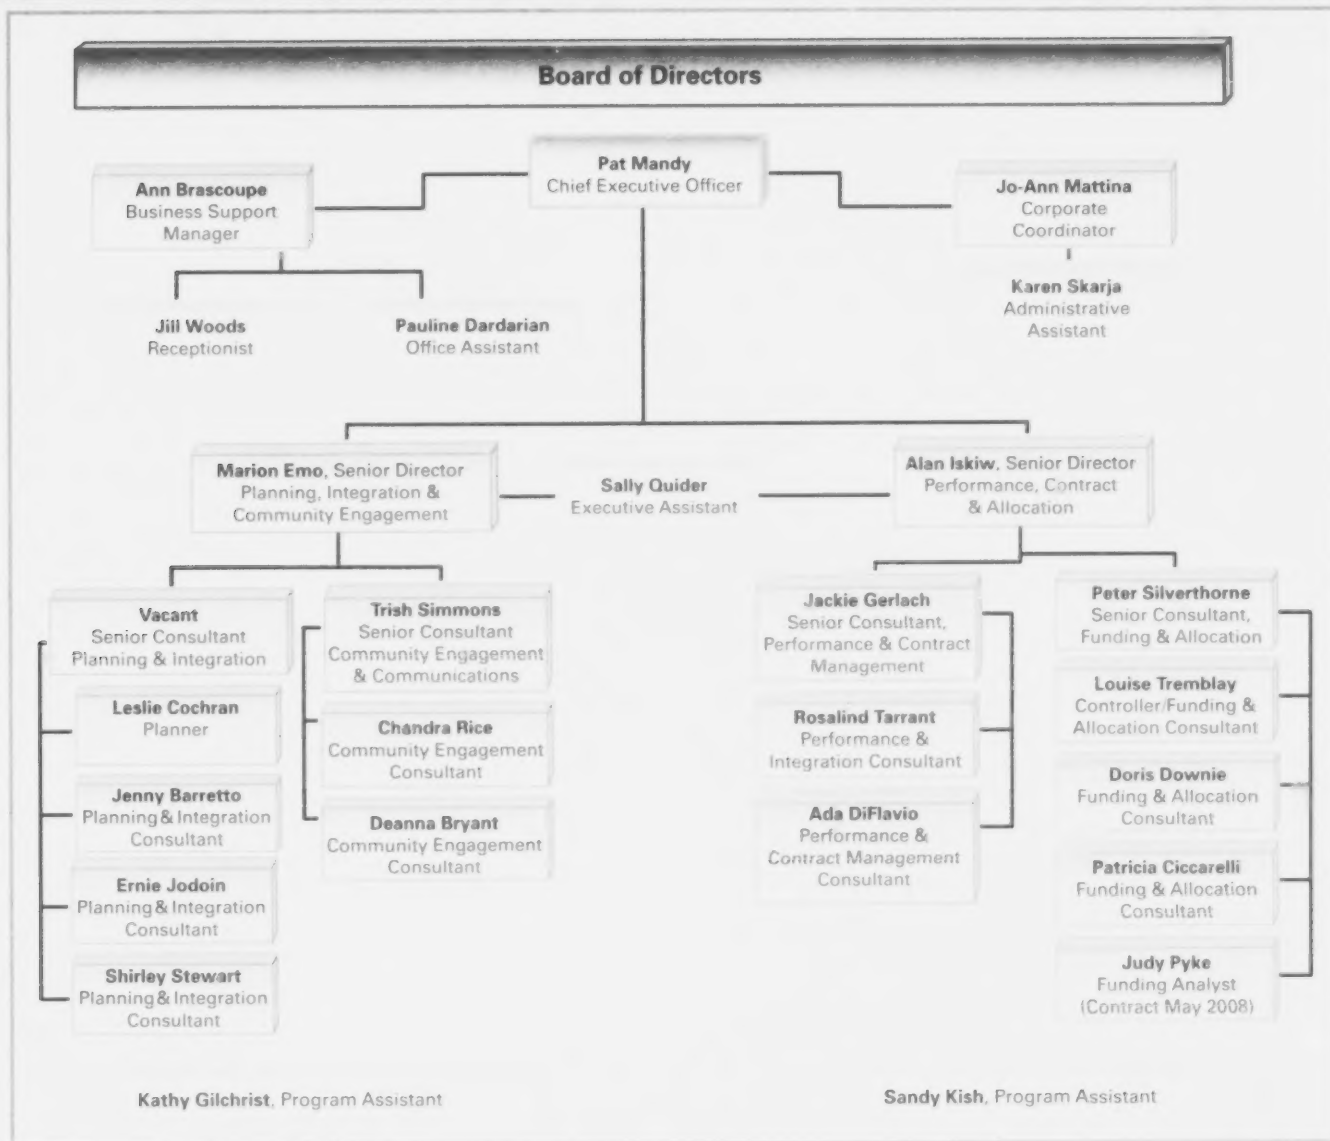 Board of Directors
Pat Mandy
Chief Executive Officer
Ann Brascoupe
Business Support
Manager
Jo-Ann Mattina
Corporate
Coordinator
Jill Woods
Receptionist
Pauline Dardarian
Office Assistant
Karen Skarja
Administrative
Assistant
Marion Emo, Senior Director
Planning, Integration &
Community Engagement
Sally Quider
Executive Assistant
Alan Iskiw, Senior Director
Performance, Contract
& Allocation
Vacant
Senior Consultant
Planning & Integration
Leslie Cochran
Planner
Jenny Barretto
Planning & Integration
Consultant
Ernie Jodoin
Planning & Integration
Consultant
Shirley Stewart
Planning & Integration
Consultant
Trish Simmons
Senior Consultant
Community Engagement
& Communications
Chandra Rice
Community Engagement
Consultant
Deanna Bryant
Community Engagement
Consultant
Jackie Gerlach
Senior Consultant,
Performance & Contract
Management
Rosalind Tarrant
Performance &
Integration Consultant
Ada DiFlavio
Performance &
Contract Management
Consultant
Peter Silverthorne
Senior Consultant,
Funding & Allocation
Louise Tremblay
Controller/Funding &
Allocation Consultant
Doris Downie
Funding & Allocation
Consultant
Patricia Ciccarelli
Funding & Allocation
Consultant
Judy Pyke
Funding Analyst
(Contract May 2008)
Kathy Gilchrist, Program Assistant
Sandy Kish, Program Assistant